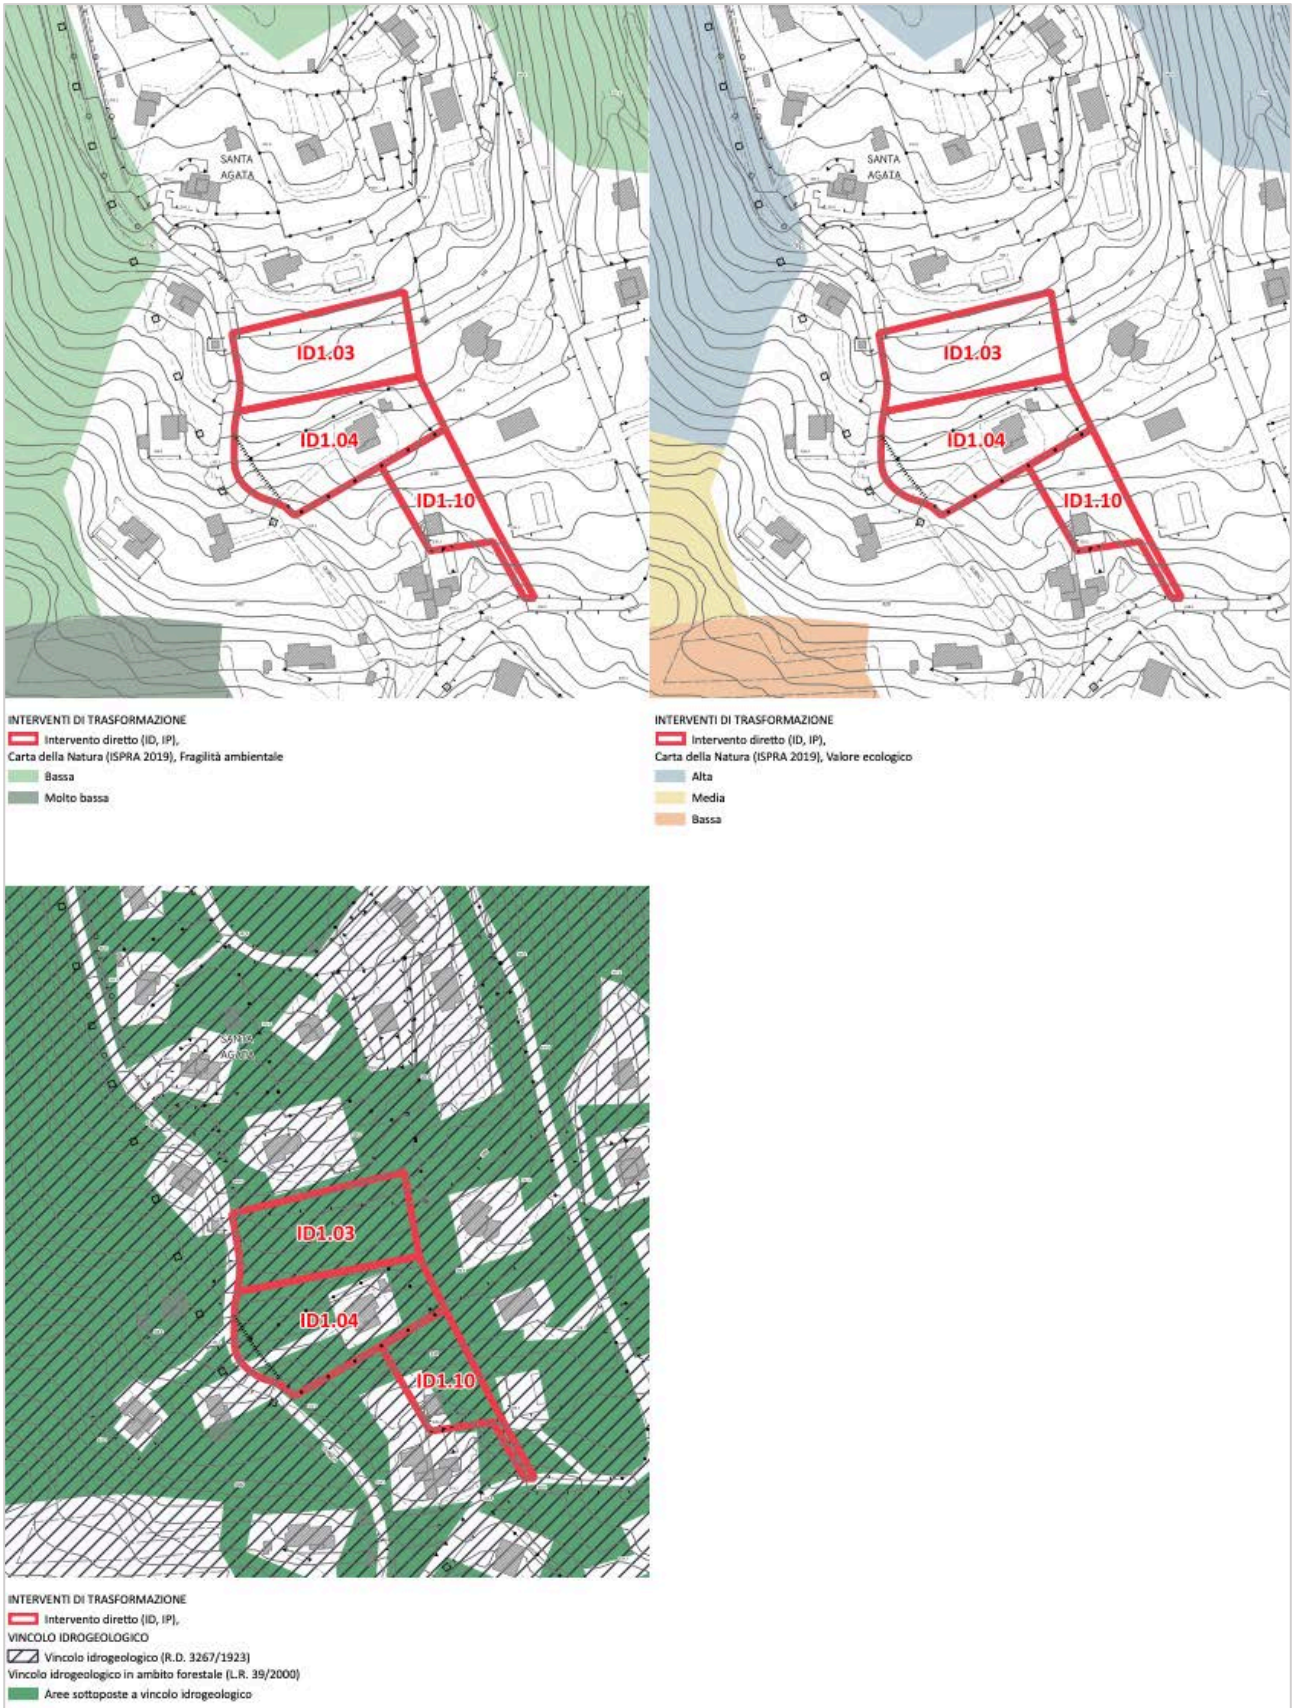 SANTA
AGATA
ID1.03
ID1.04
ID1.10
INTERVENTI DI TRASFORMAZIONE
Intervento diretto (ID, IP),
Carta della Natura (ISPRA 2019), Fragilità ambientale
Bassa
Molto bassa
SANTA
AGATA
ID1.03
ID1.04
ID1.10
INTERVENTI DI TRASFORMAZIONE
Intervento diretto (ID, IP),
Carta della Natura (ISPRA 2019), Valore ecologico
Alta
Media
Bassa
SANTA
AGATA
ID1.03
ID1.04
ID1.10
INTERVENTI DI TRASFORMAZIONE
Intervento diretto (ID, IP),
VINCOLO IDROGEOLOGICO
Vincolo idrogeologico (R.D. 3267/1923)
Vincolo idrogeologico in ambito forestale (L.R. 39/2000)
Aree sottoposte a vincolo idrogeologico